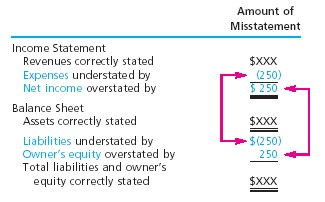 Amount of
Misstatement
Income Statement
Revenues correctly stated $XXX
Expenses understated by (250)
Net income overstated by $ 250
Balance Sheet
Assets correctly stated $XXX
Liabilities understated by $(250)
Owner's equity overstated by 250
Total liabilities and owner's
equity correctly stated $XXX